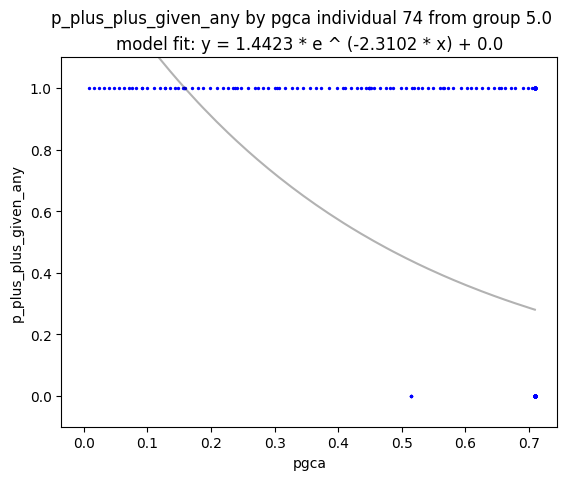 p_plus_plus_given_any by pgca individual 74 from group 5.0
model fit: y = 1.4423 * e ^ (-2.3102 * x) + 0.0
p_plus_plus_given_any
1.0
0.8
0.6
0.4
0.2
0.0
0.0 0.1 0.2 0.3 0.4 0.5 0.6 0.7
pgca